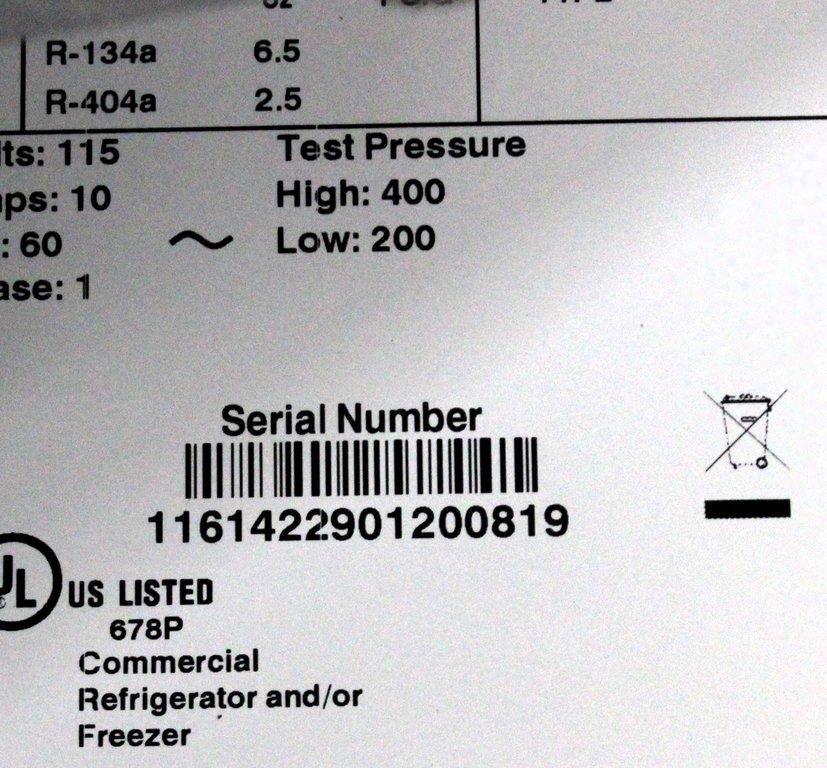 R-134a 6.5
R-404a 2.5
lts: 115 Test Pressure
ps: 10 High: 400
: 60 ~ Low: 200
ase: 1
Serial Number
1161422901200819
UL US LISTED
678P
Commercial
Refrigerator and/or
Freezer